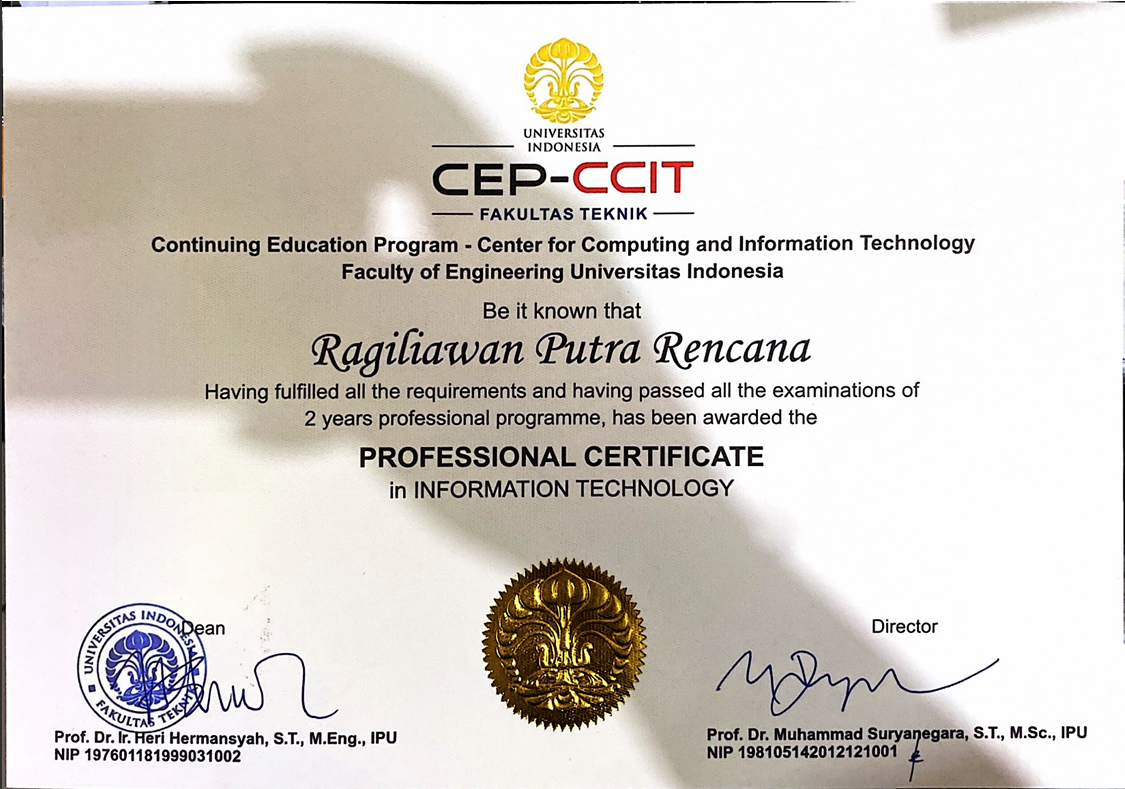 UNIVERSITAS
INDONESIA
CEP-CCIT
FAKULTAS TEKNIK
Continuing Education Program - Center for Computing and Information Technology
Faculty of Engineering Universitas Indonesia
Be it known that
Ragiliawan Putra Rencana
Having fulfilled all the requirements and having passed all the examinations of
2 years professional programme, has been awarded the
PROFESSIONAL CERTIFICATE
in INFORMATION TECHNOLOGY
UNIVERSITAS INDONESIA
FAKULTAS TEKNIK
Dean
Prof. Dr. Ir. Heri Hermansyah, S.T., M.Eng., IPU
NIP 197601181999031002
Director
Prof. Dr. Muhammad Suryanegara, S.T., M.Sc., IPU
NIP 198105142012121001